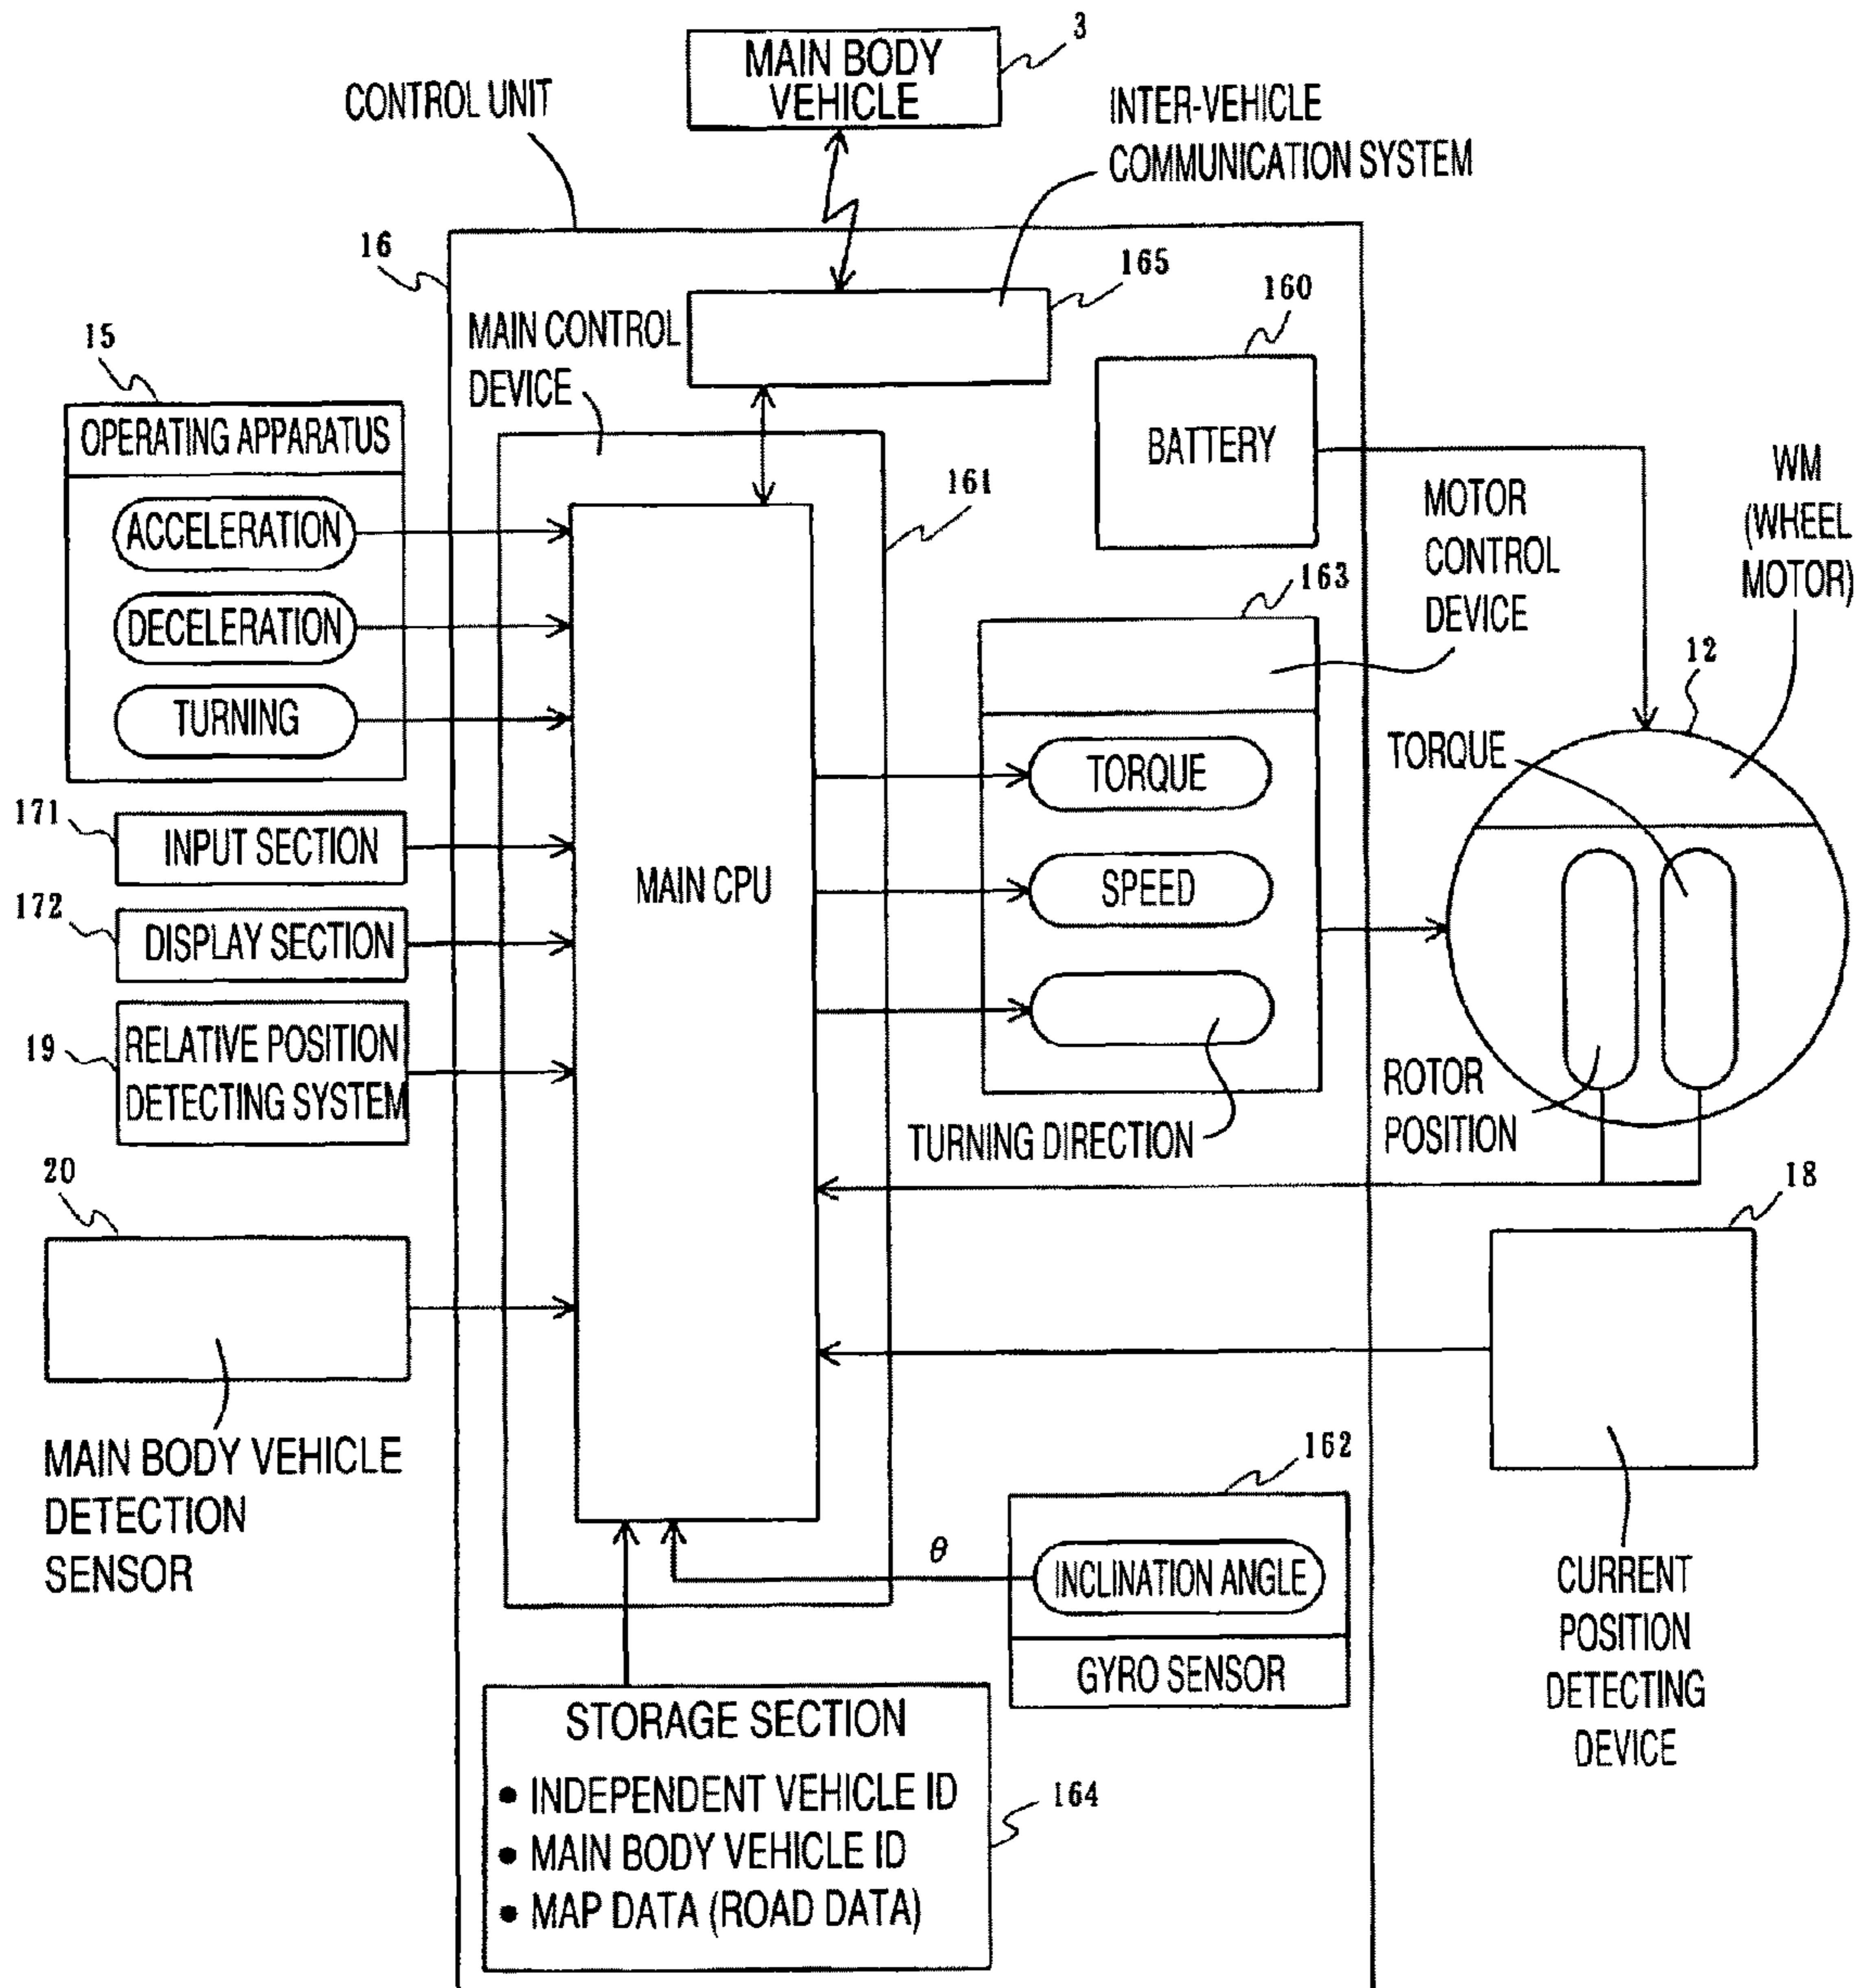 3
MAIN BODY
VEHICLE
CONTROL UNIT
INTER-VEHICLE
COMMUNICATION SYSTEM
16
165
160
MAIN CONTROL
DEVICE
15
OPERATING APPARATUS
ACCELERATION
DECELERATION
TURNING
BATTERY
161
MOTOR
CONTROL
DEVICE
WM
(WHEEL
MOTOR)
163
12
TORQUE
TORQUE
171
INPUT SECTION
MAIN CPU
SPEED
172
DISPLAY SECTION
19
RELATIVE POSITION
DETECTING SYSTEM
ROTOR
POSITION
TURNING DIRECTION
20
18
MAIN BODY VEHICLE
DETECTION
SENSOR
162
θ
INCLINATION ANGLE
GYRO SENSOR
CURRENT
POSITION
DETECTING
DEVICE
STORAGE SECTION
• INDEPENDENT VEHICLE ID
• MAIN BODY VEHICLE ID
• MAP DATA (ROAD DATA)
164